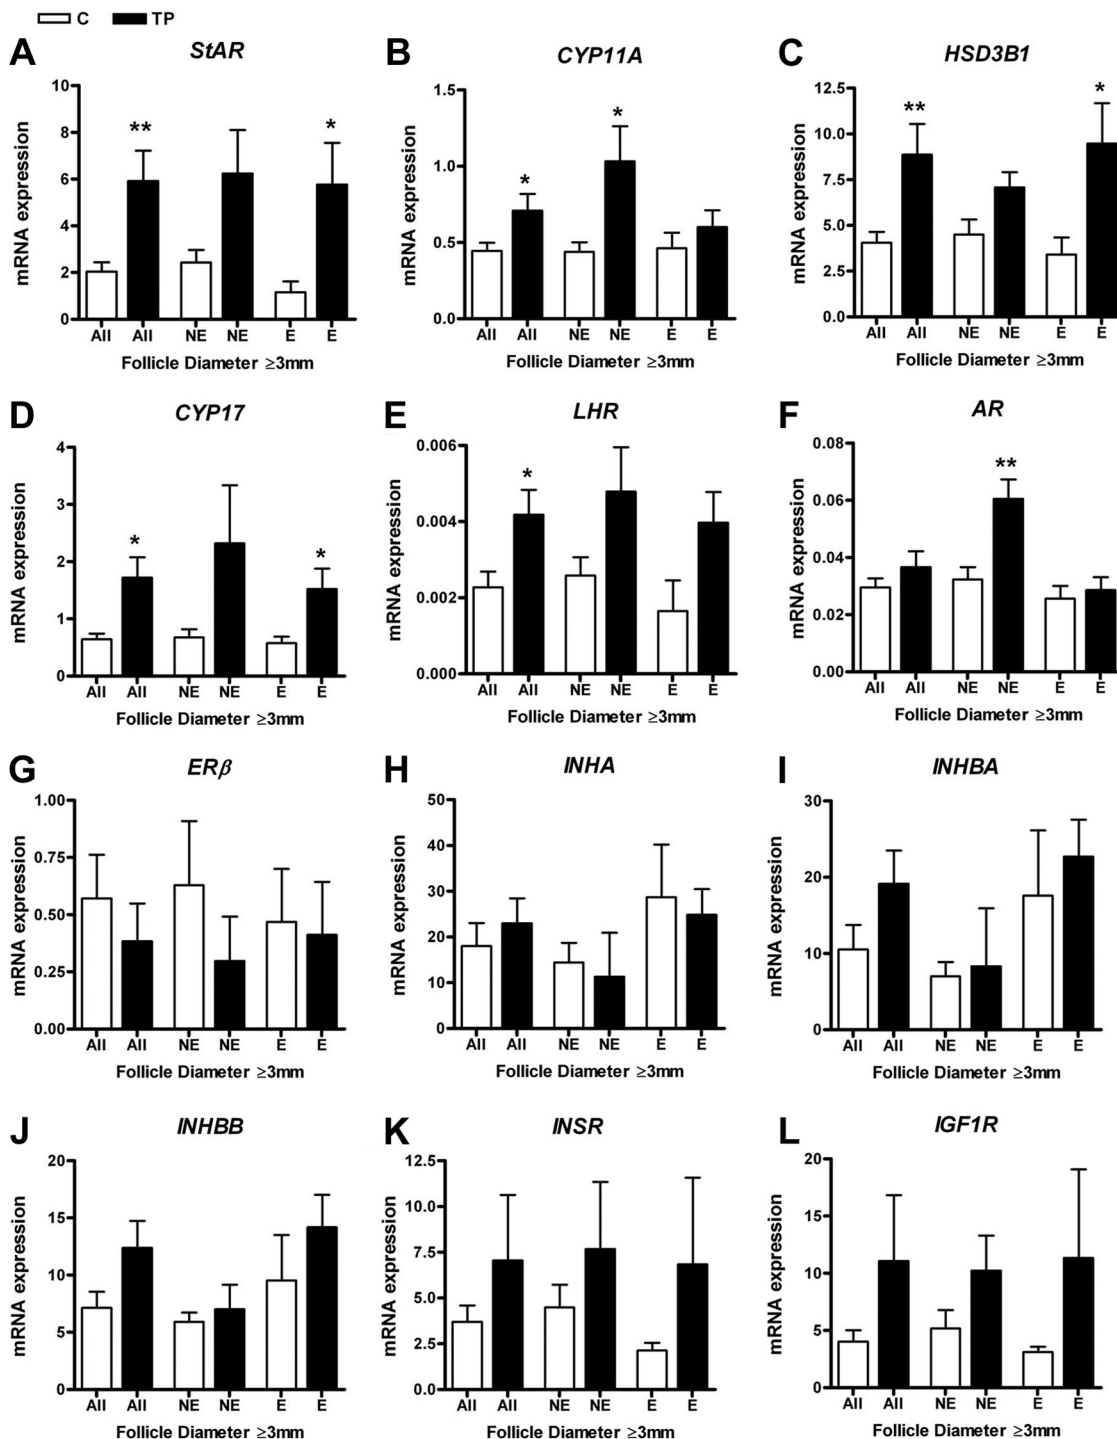 C TP
A StAR
mRNA expression
10
8
6
4
2
0
** *
All All NE NE E E
Follicle Diameter ≥3mm
B CYP11A
mRNA expression
1.5
1.0
0.5
0.0
* *
All All NE NE E E
Follicle Diameter ≥3mm
C HSD3B1
mRNA expression
12.5
10.0
7.5
5.0
2.5
0.0
** *
All All NE NE E E
Follicle Diameter ≥3mm
D CYP17
mRNA expression
4
3
2
1
0
* *
All All NE NE E E
Follicle Diameter ≥3mm
E LHR
mRNA expression
0.006
0.004
0.002
0.000
*
All All NE NE E E
Follicle Diameter ≥3mm
F AR
mRNA expression
0.08
0.06
0.04
0.02
0.00
**
All All NE NE E E
Follicle Diameter ≥3mm
G ERβ
mRNA expression
1.00
0.75
0.50
0.25
0.00
All All NE NE E E
Follicle Diameter ≥3mm
H INHA
mRNA expression
50
40
30
20
10
0
All All NE NE E E
Follicle Diameter ≥3mm
I INHBA
mRNA expression
30
20
10
0
All All NE NE E E
Follicle Diameter ≥3mm
J INHBB
mRNA expression
20
15
10
5
0
All All NE NE E E
Follicle Diameter ≥3mm
K INSR
mRNA expression
12.5
10.0
7.5
5.0
2.5
0.0
All All NE NE E E
Follicle Diameter ≥3mm
L IGF1R
mRNA expression
20
15
10
5
0
All All NE NE E E
Follicle Diameter ≥3mm